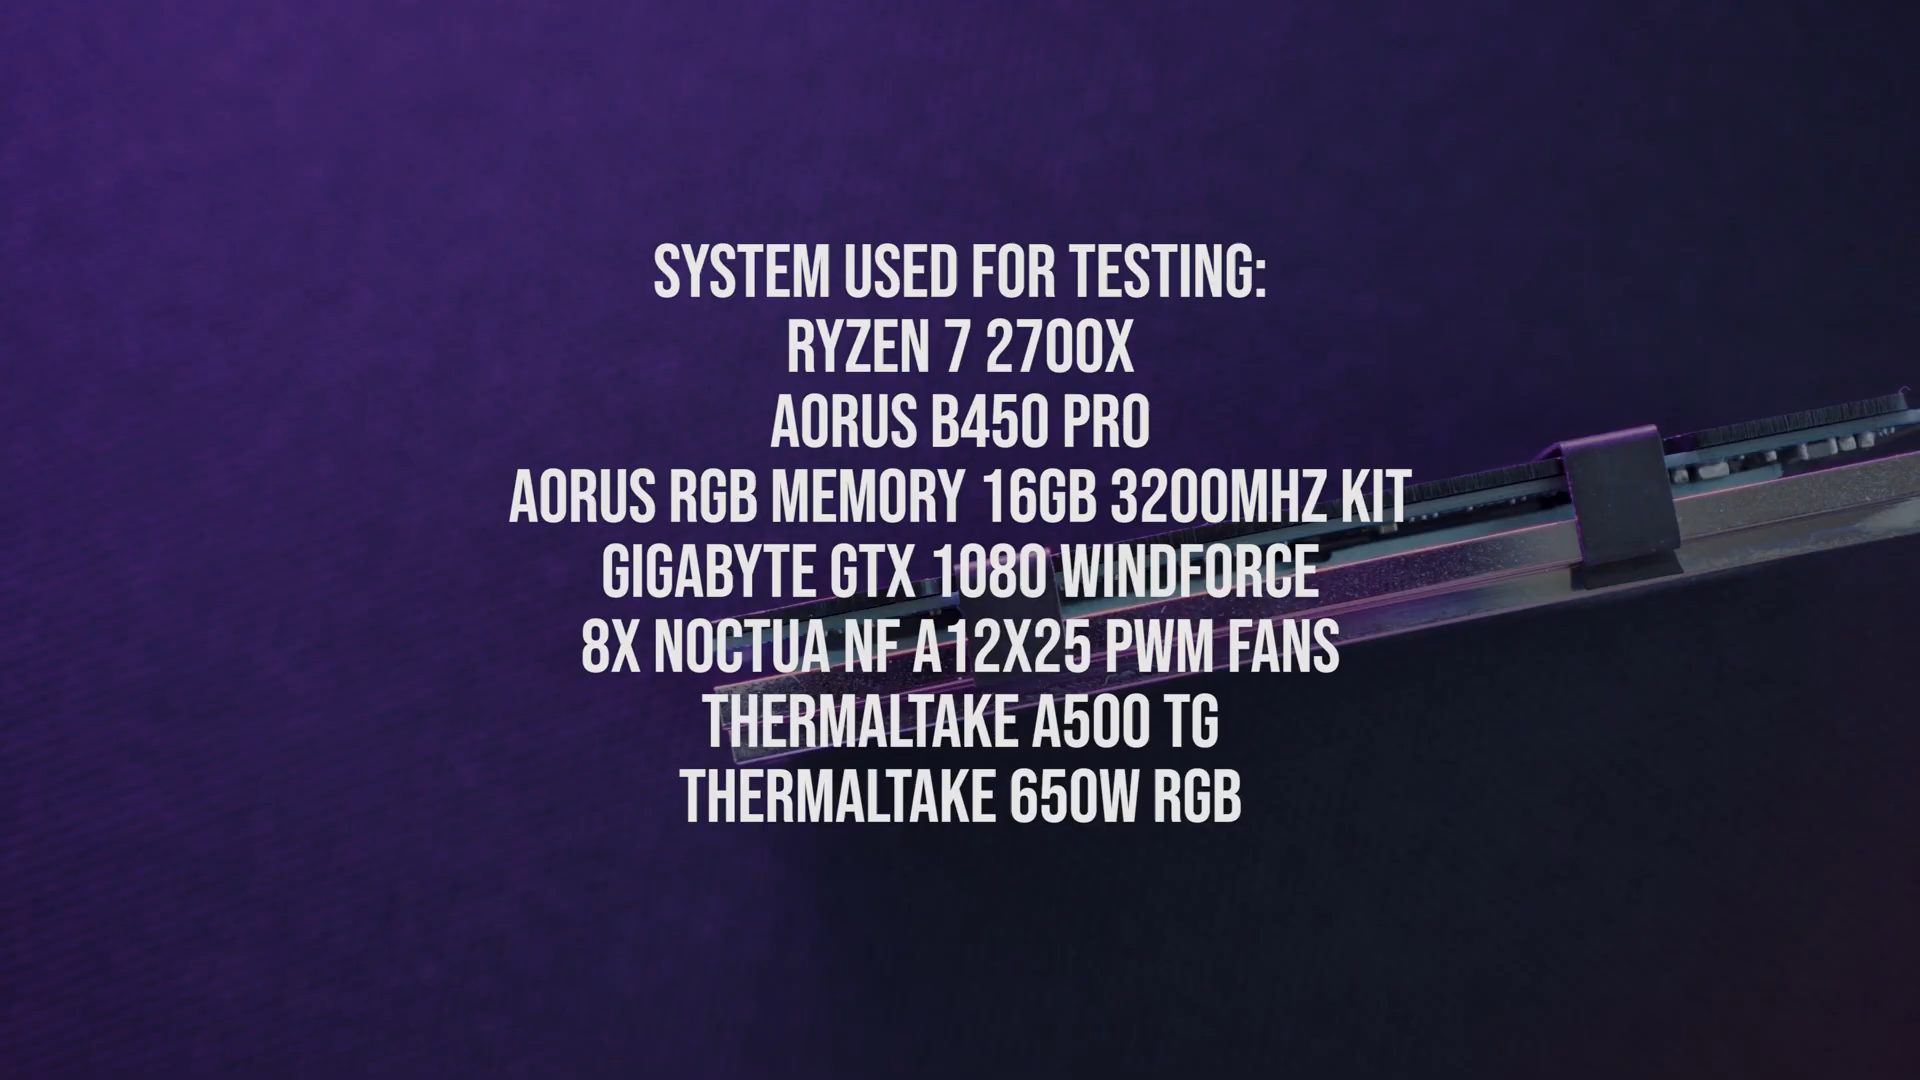 SYSTEM USED FOR TESTING:
RYZEN 7 2700X
AORUS B450 PRO
AORUS RGB MEMORY 16GB 3200MHZ KIT
GIGABYTE GTX 1080 WINDFORCE
8X NOCTUA NF A12X25 PWM FANS
THERMALTAKE A500 TG
THERMALTAKE 650W RGB